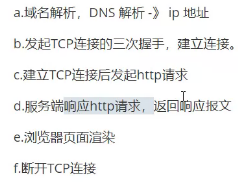 a.域名解析，DNS 解析 -》 ip 地址
b.发起TCP连接的三次握手，建立连接。
c.建立TCP连接后发起http请求
d.服务端响应http请求，返回响应报文
e.浏览器页面渲染
f.断开TCP连接